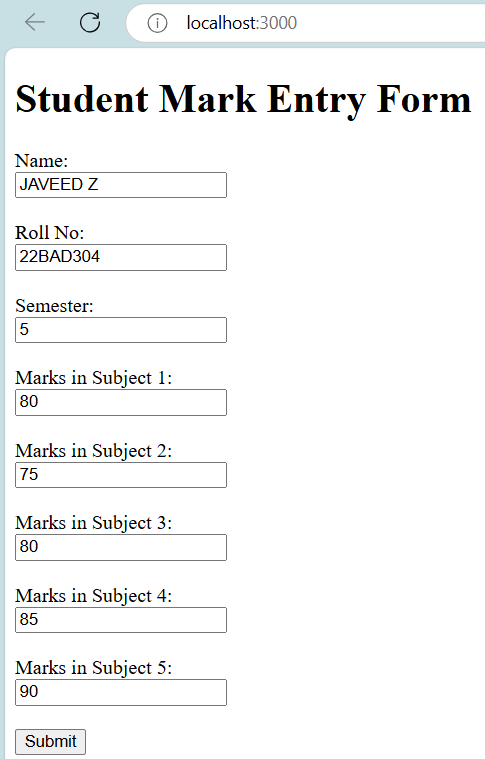 localhost:3000
Student Mark Entry Form
Name:
JAVEED Z
Roll No:
22BAD304
Semester:
5
Marks in Subject 1:
80
Marks in Subject 2:
75
Marks in Subject 3:
80
Marks in Subject 4:
85
Marks in Subject 5:
90
Submit